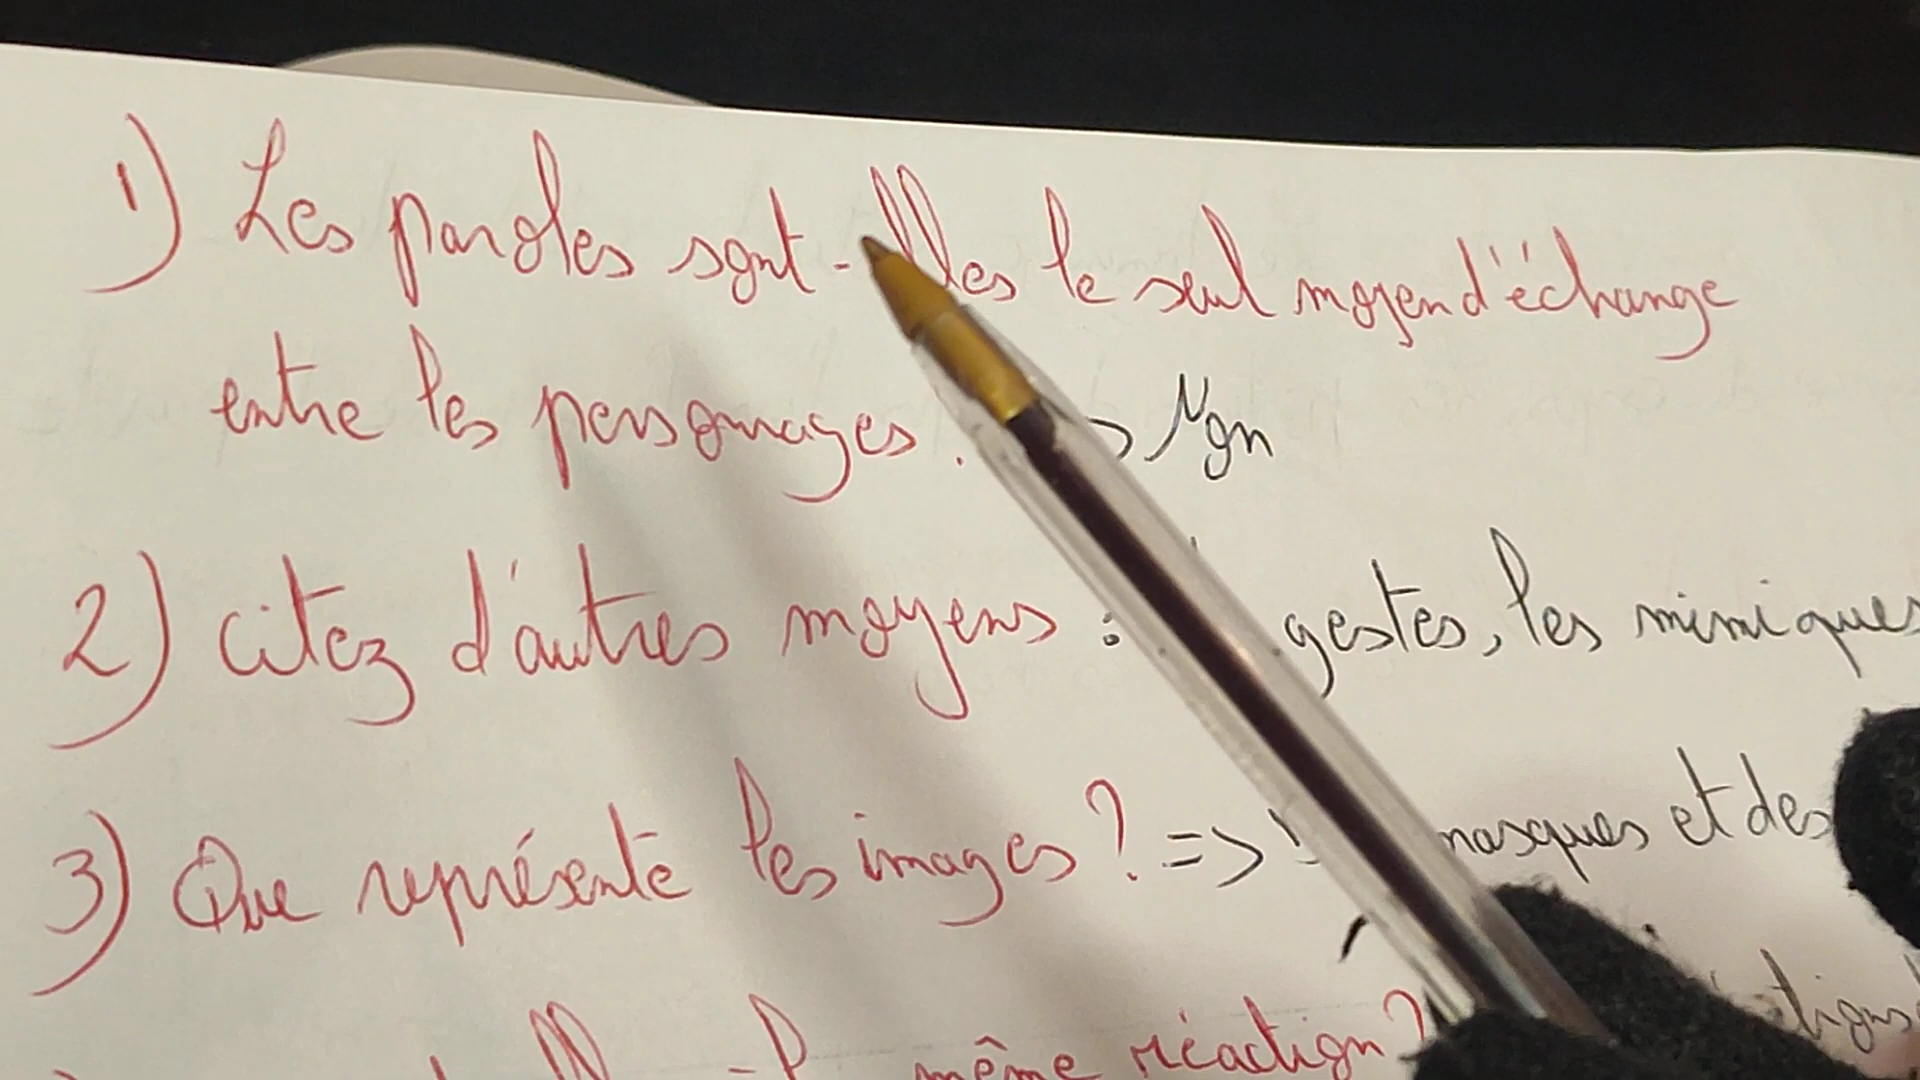 1) Les paroles sont-elles le seul moyen d'échange
entre les personnages. Non
2) Citez d'autres moyens : gestes, les mimiques
3) Que représente les images ? => masques et des
même réaction ?